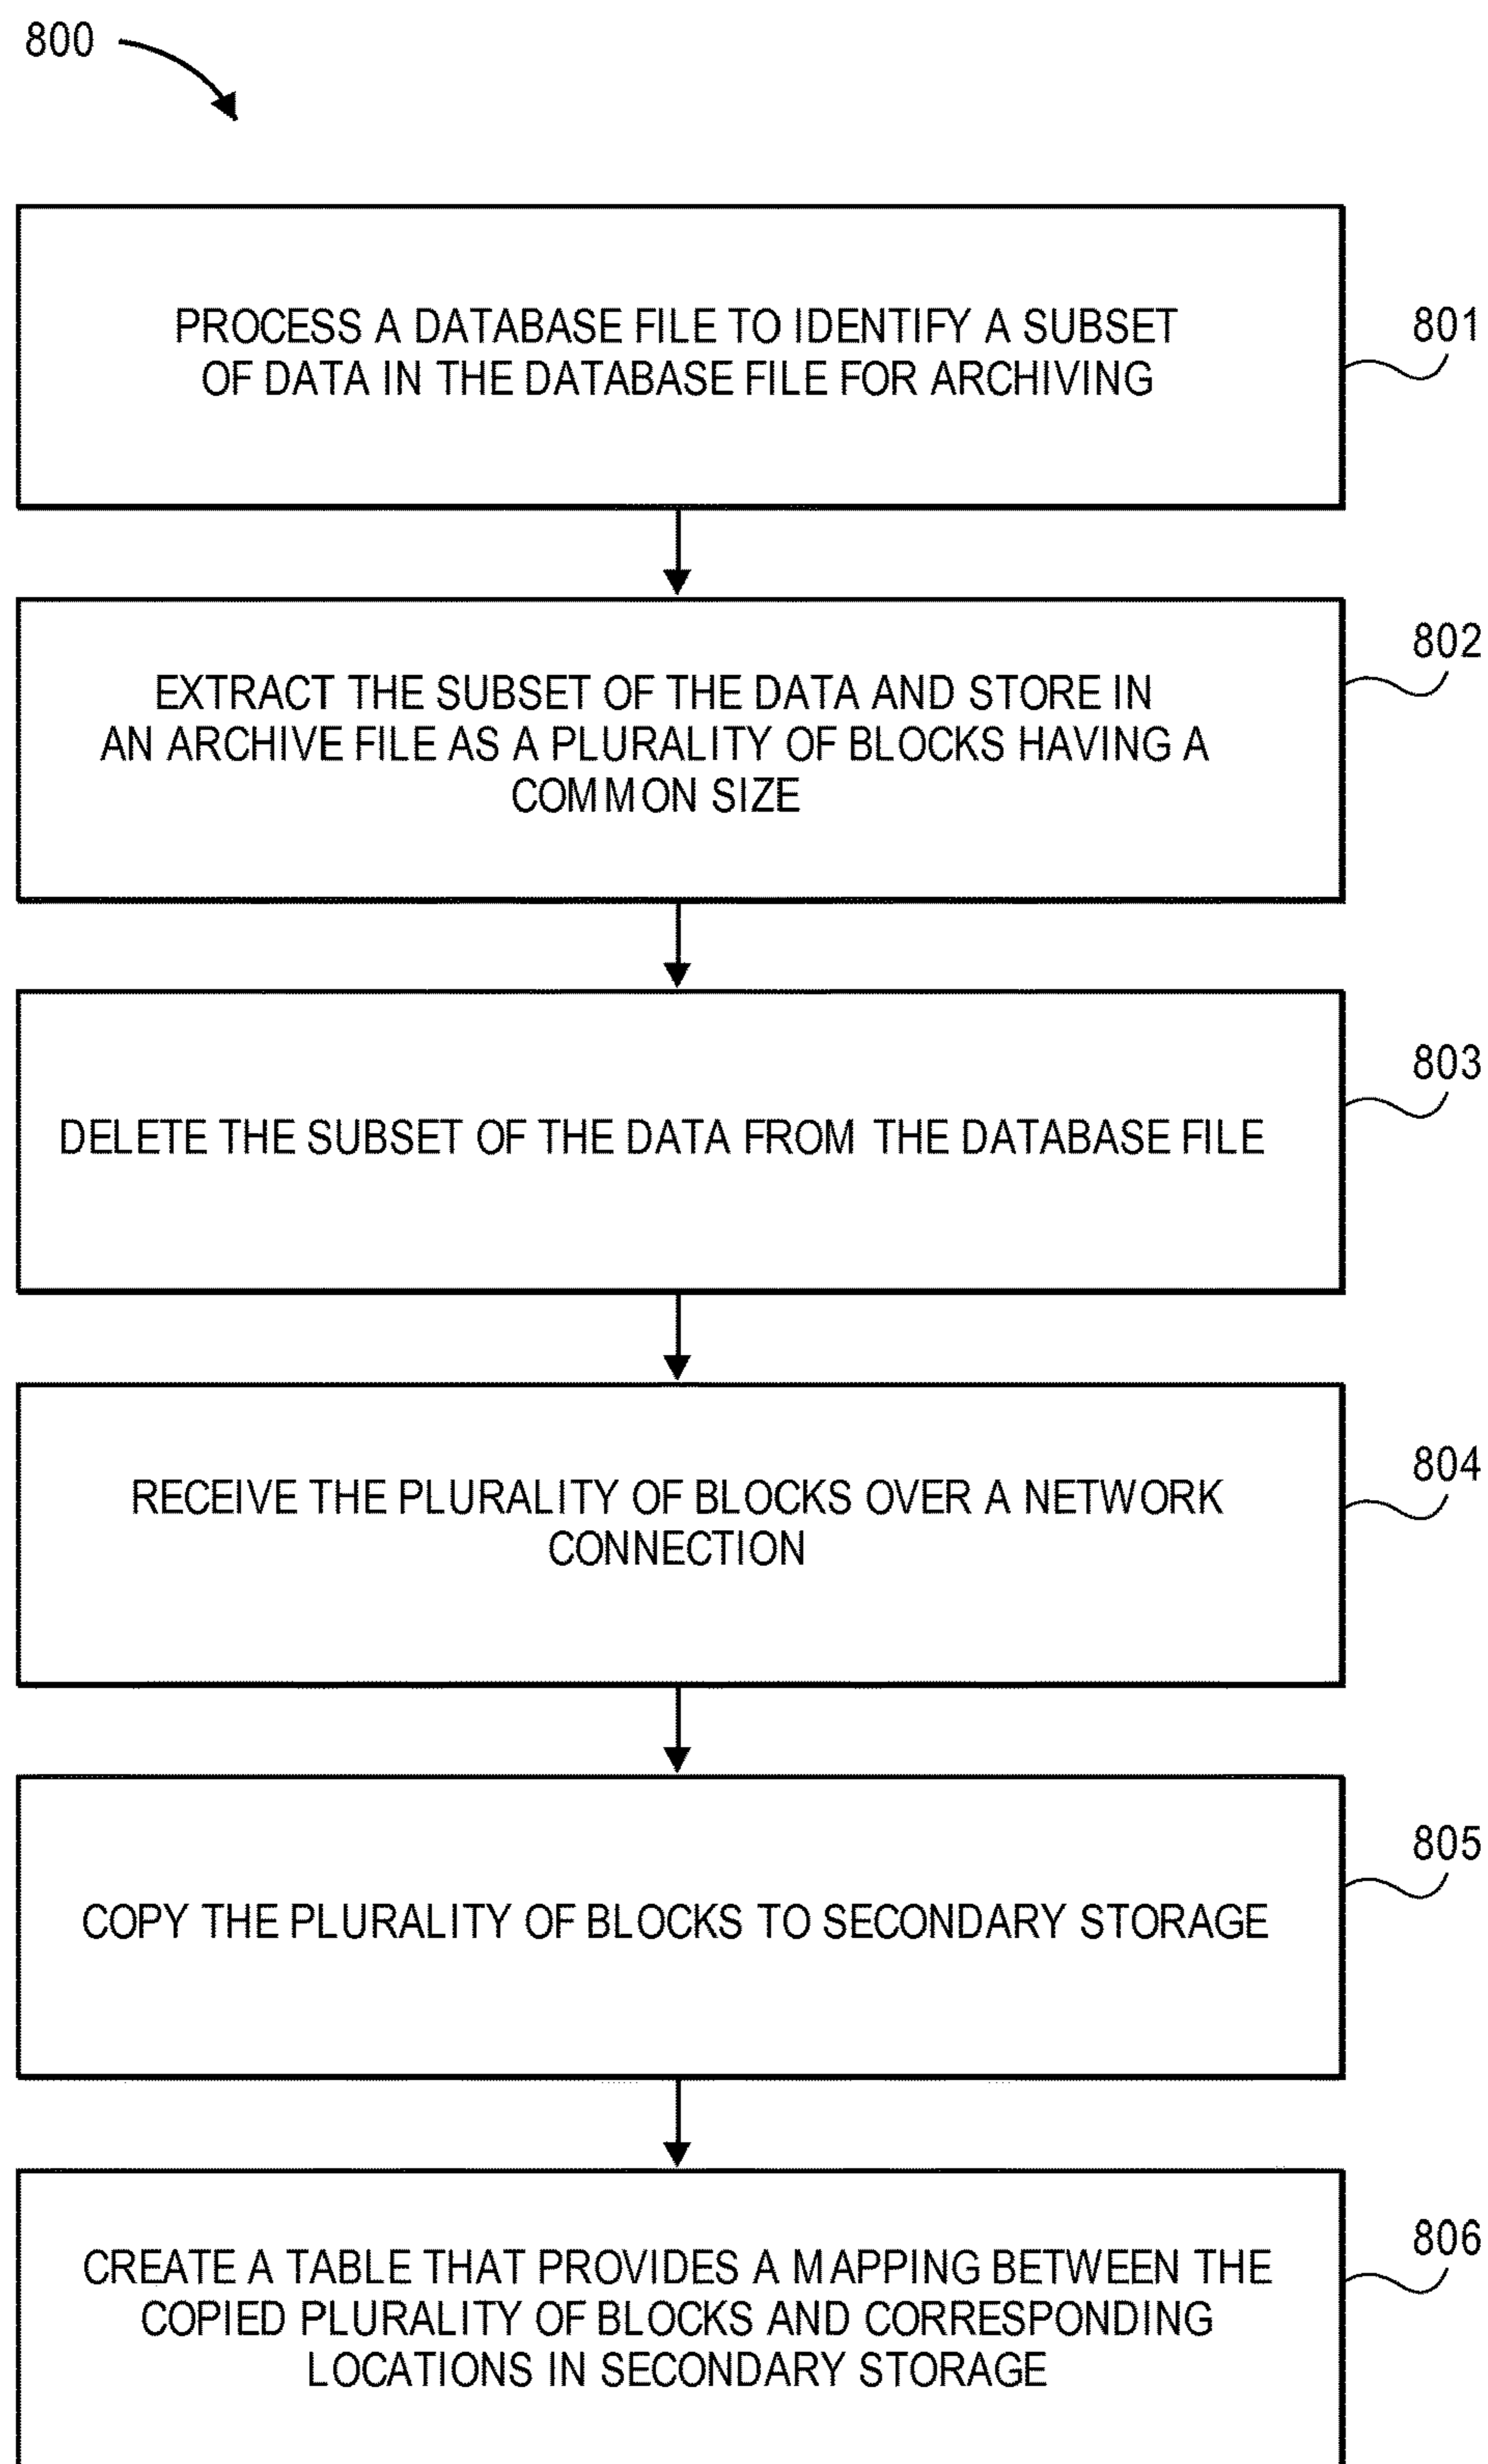 800
PROCESS A DATABASE FILE TO IDENTIFY A SUBSET
OF DATA IN THE DATABASE FILE FOR ARCHIVING
801
EXTRACT THE SUBSET OF THE DATA AND STORE IN
AN ARCHIVE FILE AS A PLURALITY OF BLOCKS HAVING A
COMMON SIZE
802
DELETE THE SUBSET OF THE DATA FROM THE DATABASE FILE
803
RECEIVE THE PLURALITY OF BLOCKS OVER A NETWORK
CONNECTION
804
COPY THE PLURALITY OF BLOCKS TO SECONDARY STORAGE
805
CREATE A TABLE THAT PROVIDES A MAPPING BETWEEN THE
COPIED PLURALITY OF BLOCKS AND CORRESPONDING
LOCATIONS IN SECONDARY STORAGE
806